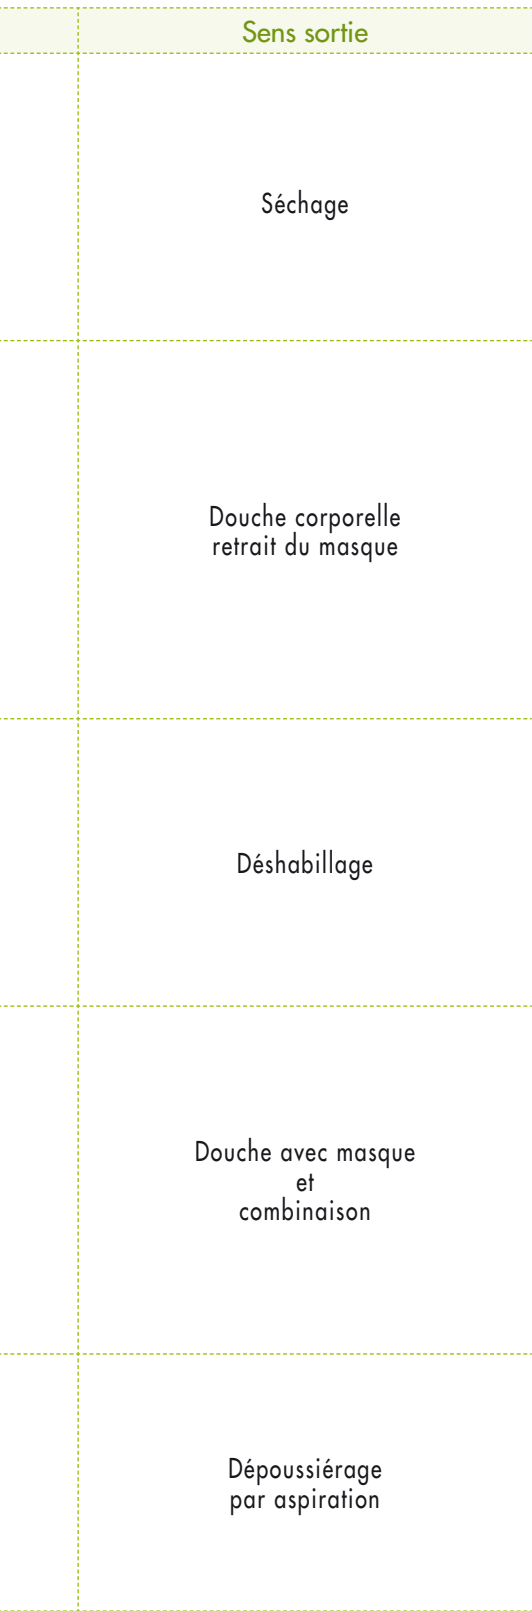 Sens sortie
Séchage
Douche corporelle
retrait du masque
Déshabillage
Douche avec masque
et
combinaison
Dépoussiérage
par aspiration